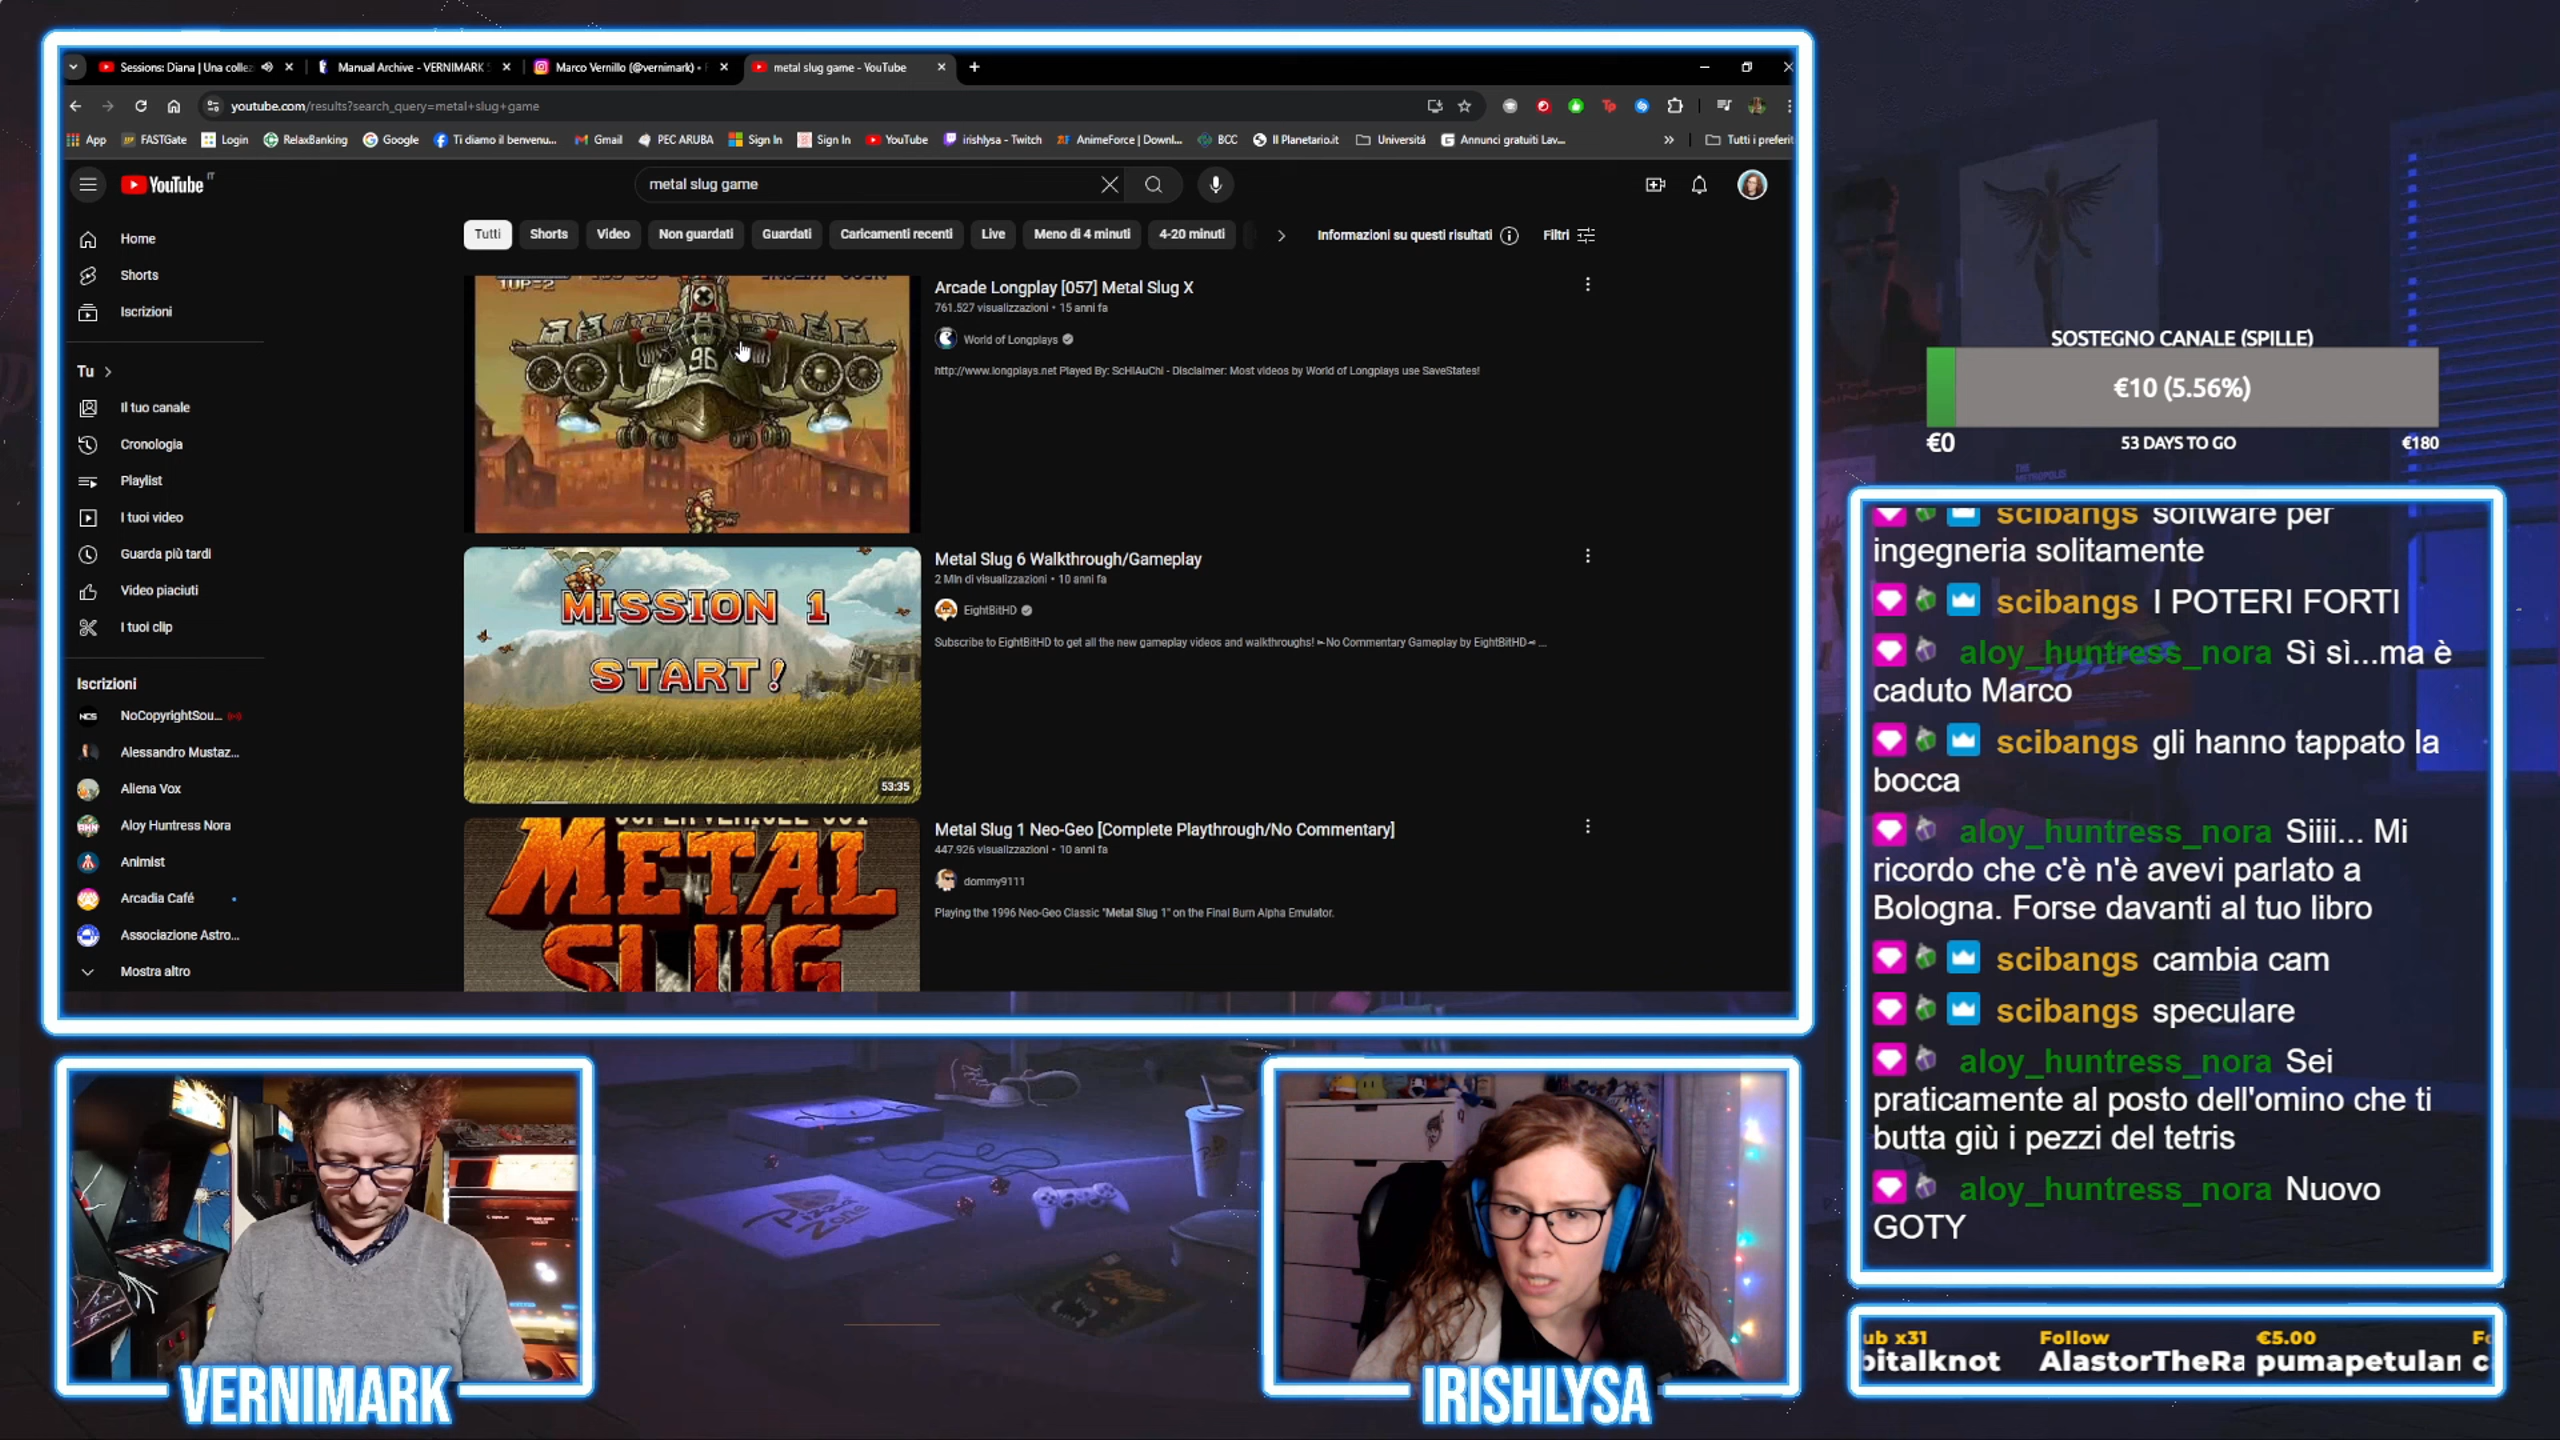 Sessions: Diana | Una collez
Manual Archive - VERNIMARK
Marco Vernillo (@vernimark) •
metal slug game - YouTube
youtube.com/results?search_query=metal+slug+game
App
FASTGate
Login
RelaxBanking
Google
Ti diamo il benvenu...
Gmail
PEC ARUBA
Sign In
Sign In
YouTube
irishlysa - Twitch
AnimeForce | Downl...
BCC
Il Planetario.it
Universitá
Annunci gratuiti Lav...
»
Tutti i preferit
YouTube IT
metal slug game
Tutti
Shorts
Video
Non guardati
Guardati
Caricamenti recenti
Live
Meno di 4 minuti
4-20 minuti
Informazioni su questi risultati
Filtri
Home
Shorts
Iscrizioni
Tu
Il tuo canale
Cronologia
Playlist
I tuoi video
Guarda più tardi
Video piaciuti
I tuoi clip
Iscrizioni
NoCopyrightSou...
Alessandro Mustaz...
Aliena Vox
Aloy Huntress Nora
Animist
Arcadia Café
Associazione Astro...
Mostra altro
1UP=2
96
Arcade Longplay [057] Metal Slug X
761.527 visualizzazioni • 15 anni fa
World of Longplays
http://www.longplays.net Played By: ScHlAuChi - Disclaimer: Most videos by World of Longplays use SaveStates!
MISSION 1
START!
53:35
Metal Slug 6 Walkthrough/Gameplay
2 Mln di visualizzazioni • 10 anni fa
EightBitHD
Subscribe to EightBitHD to get all the new gameplay videos and walkthroughs! ►No Commentary Gameplay by EightBitHD◄ ...
METAL
SLUG
Metal Slug 1 Neo-Geo [Complete Playthrough/No Commentary]
447.926 visualizzazioni • 10 anni fa
dommy9111
Playing the 1996 Neo-Geo Classic "Metal Slug 1" on the Final Burn Alpha Emulator.
SOSTEGNO CANALE (SPILLE)
€10 (5.56%)
€0
53 DAYS TO GO
€180
scibangs software per
ingegneria solitamente
scibangs I POTERI FORTI
aloy_huntress_nora Sì sì...ma è
caduto Marco
scibangs gli hanno tappato la
bocca
aloy_huntress_nora Siiii... Mi
ricordo che c'è n'è avevi parlato a
Bologna. Forse davanti al tuo libro
scibangs cambia cam
scibangs speculare
aloy_huntress_nora Sei
praticamente al posto dell'omino che ti
butta giù i pezzi del tetris
aloy_huntress_nora Nuovo
GOTY
ub x31
pitalknot
Follow
AlastorTheRa
€5.00
pumapetulan
Fo
c
Pizza
Zone
VERNIMARK
IRISHLYSA